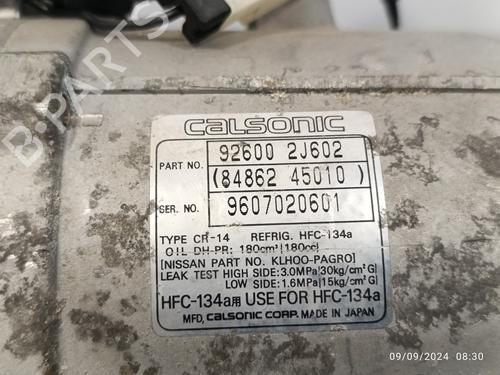 CALSONIC
PART NO. 92600 2J602
(84862 45010)
SER. NO. 9607020601
TYPE CR-14 REFRIG. HFC-134a
OIL DH-PR: 180cm³(180cc)
[NISSAN PART NO. KLHOO-PAGRO]
LEAK TEST HIGH SIDE: 3.0MPa(30kg/cm²G)
LOW SIDE: 1.6MPa(15kg/cm²G)
HFC-134a用 USE FOR HFC-134a
MFD. CALSONIC CORP. MADE IN JAPAN
B-Parts
09/09/2024 08:30